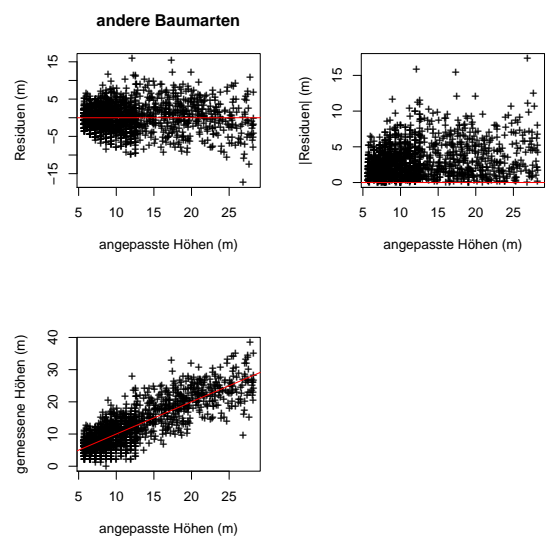 andere Baumarten
Residuen (m)
15
5
−5
−15
5 10 15 20 25
angepasste Höhen (m)
|Residuen| (m)
15
10
5
0
5 10 15 20 25
angepasste Höhen (m)
gemessene Höhen (m)
40
30
20
10
0
5 10 15 20 25
angepasste Höhen (m)